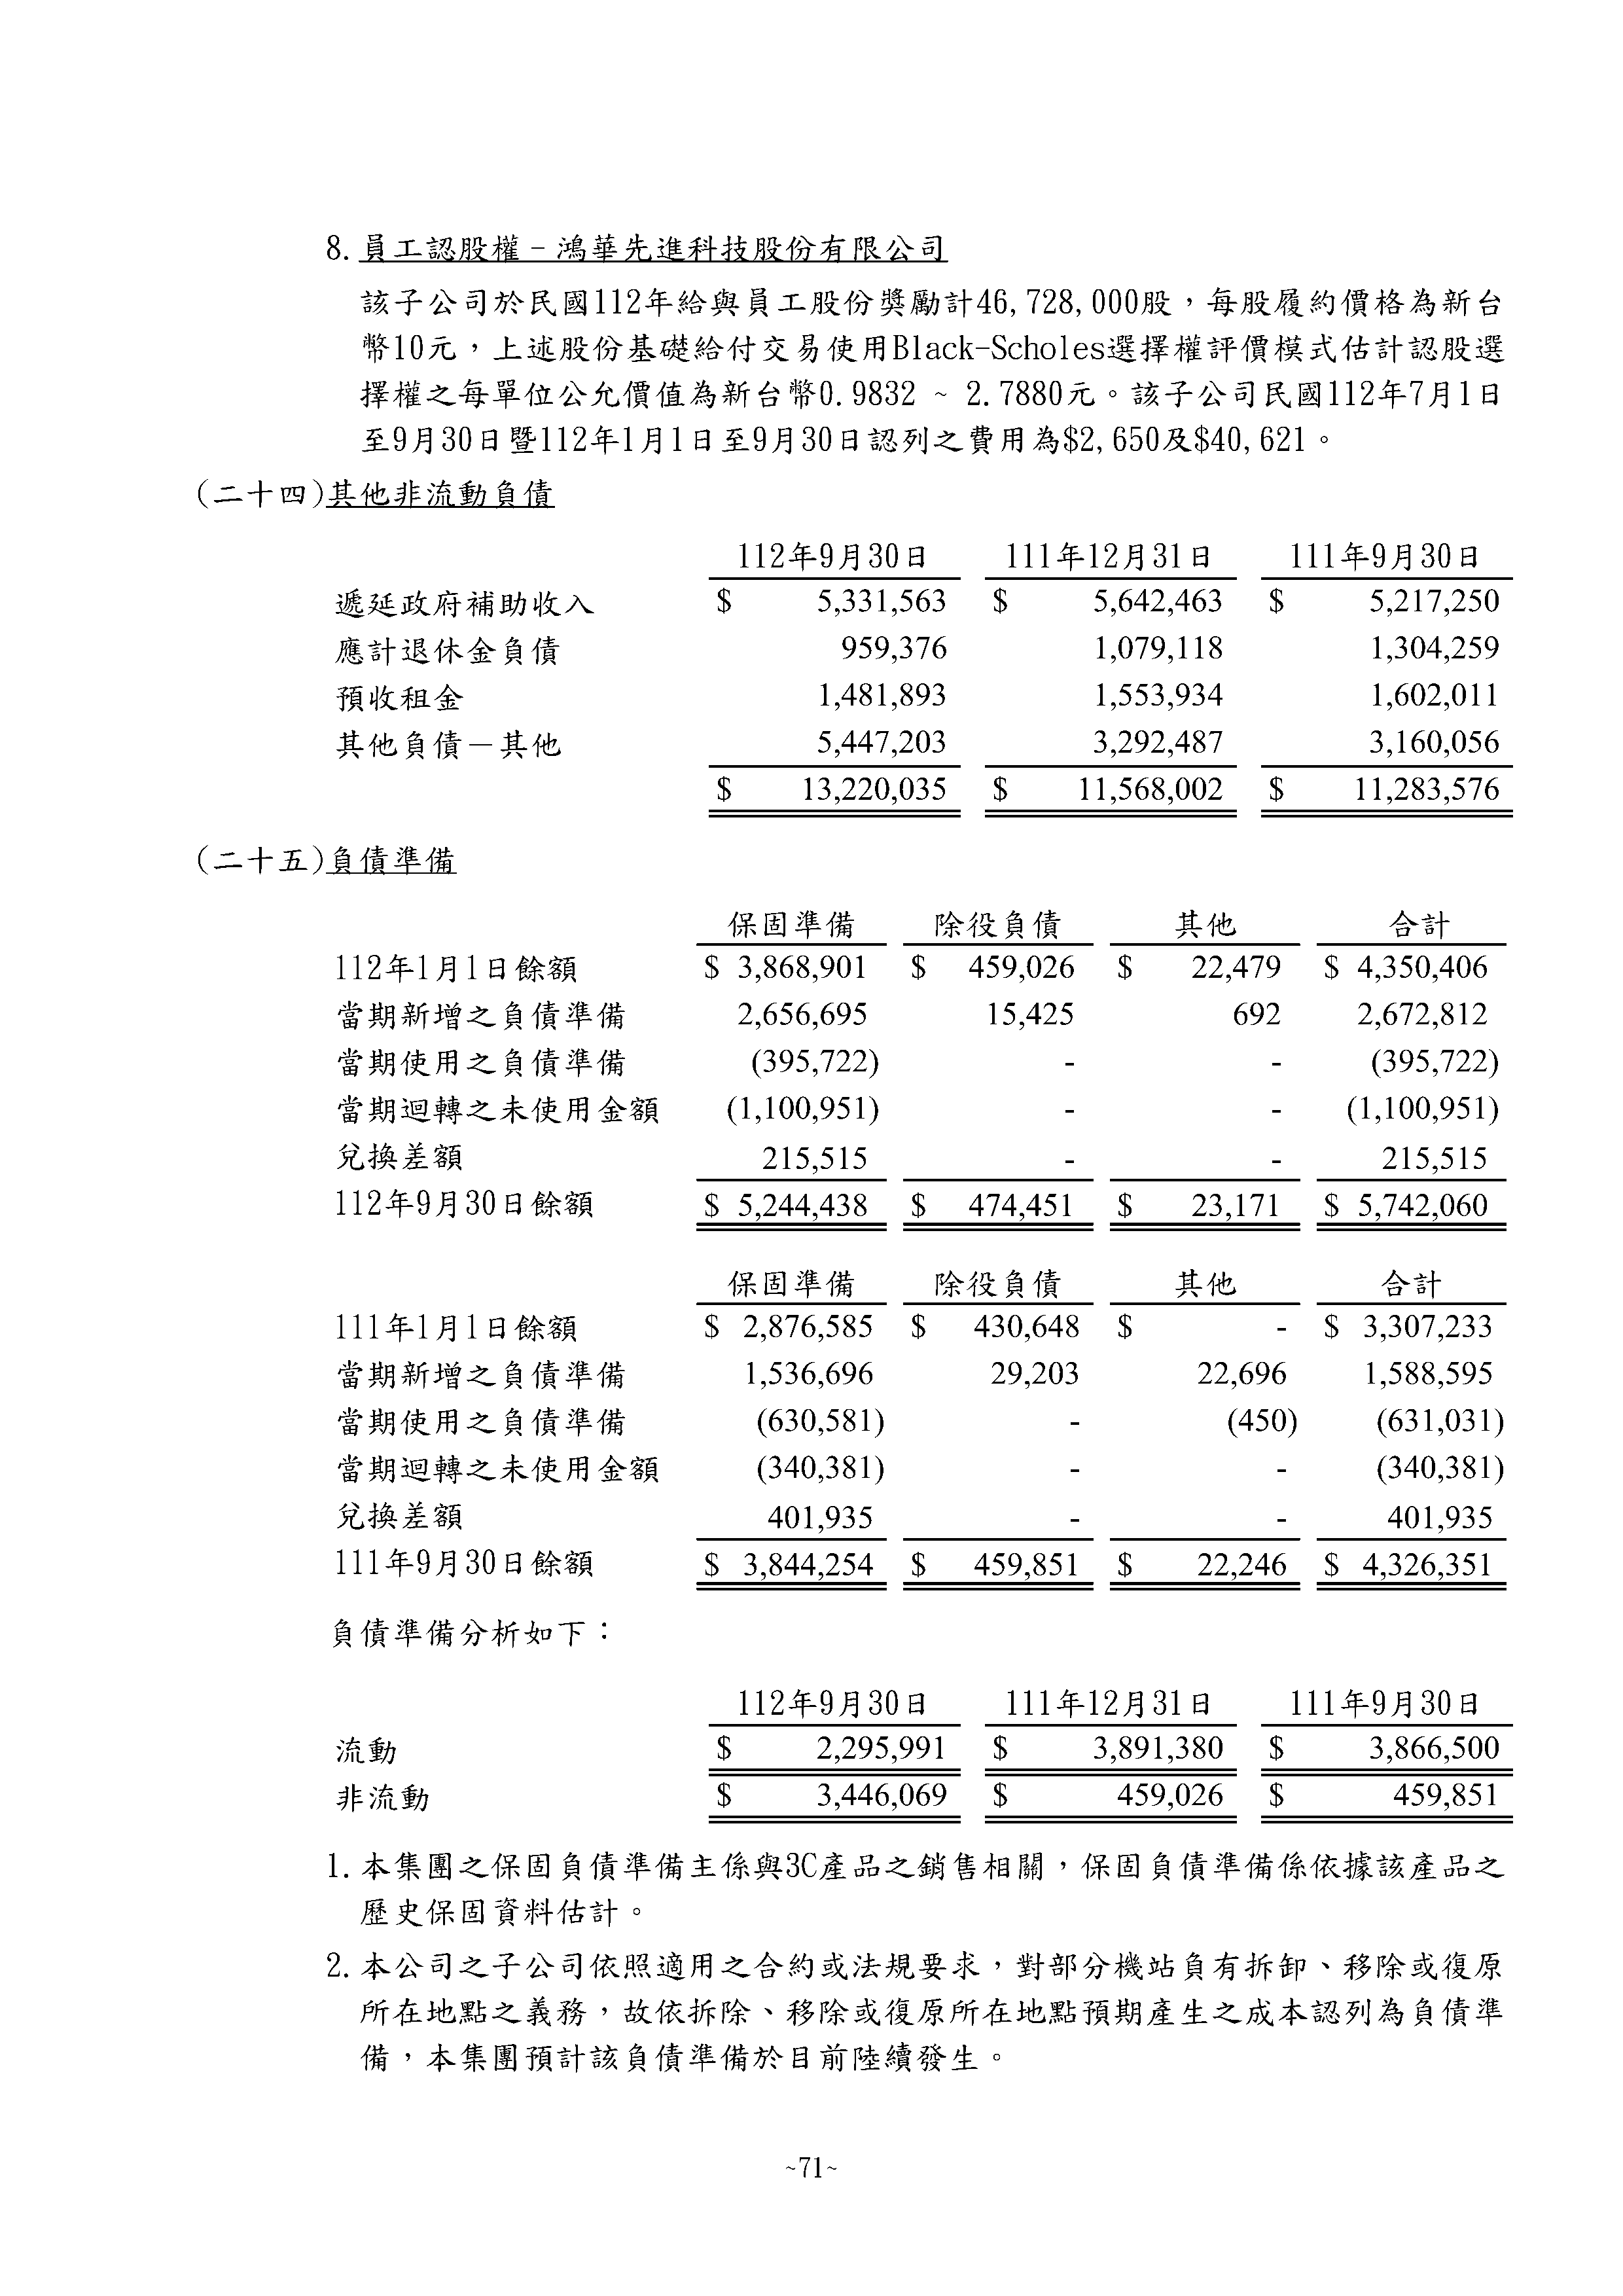 8. 員工認股權－鴻華先進科技股份有限公司
該子公司於民國112年給與員工股份獎勵計46,728,000股，每股履約價格為新台
幣10元，上述股份基礎給付交易使用Black-Scholes選擇權評價模式估計認股選
擇權之每單位公允價值為新台幣0.9832 ~ 2.7880元。該子公司民國112年7月1日
至9月30日暨112年1月1日至9月30日認列之費用為$2,650及$40,621。
(二十四)其他非流動負債
112年9月30日 111年12月31日 111年9月30日
遞延政府補助收入 $ 5,331,563 $ 5,642,463 $ 5,217,250
應計退休金負債 959,376 1,079,118 1,304,259
預收租金 1,481,893 1,553,934 1,602,011
其他負債－其他 5,447,203 3,292,487 3,160,056
$ 13,220,035 $ 11,568,002 $ 11,283,576
(二十五)負債準備
保固準備 除役負債 其他 合計
112年1月1日餘額 $ 3,868,901 $ 459,026 $ 22,479 $ 4,350,406
當期新增之負債準備 2,656,695 15,425 692 2,672,812
當期使用之負債準備 (395,722) - - (395,722)
當期迴轉之未使用金額 (1,100,951) - - (1,100,951)
兌換差額 215,515 - - 215,515
112年9月30日餘額 $ 5,244,438 $ 474,451 $ 23,171 $ 5,742,060
保固準備 除役負債 其他 合計
111年1月1日餘額 $ 2,876,585 $ 430,648 $ - $ 3,307,233
當期新增之負債準備 1,536,696 29,203 22,696 1,588,595
當期使用之負債準備 (630,581) - (450) (631,031)
當期迴轉之未使用金額 (340,381) - - (340,381)
兌換差額 401,935 - - 401,935
111年9月30日餘額 $ 3,844,254 $ 459,851 $ 22,246 $ 4,326,351
負債準備分析如下：
112年9月30日 111年12月31日 111年9月30日
流動 $ 2,295,991 $ 3,891,380 $ 3,866,500
非流動 $ 3,446,069 $ 459,026 $ 459,851
1. 本集團之保固負債準備主係與3C產品之銷售相關，保固負債準備係依據該產品之
歷史保固資料估計。
2. 本公司之子公司依照適用之合約或法規要求，對部分機站負有拆卸、移除或復原
所在地點之義務，故依拆除、移除或復原所在地點預期產生之成本認列為負債準
備，本集團預計該負債準備於目前陸續發生。
~71~